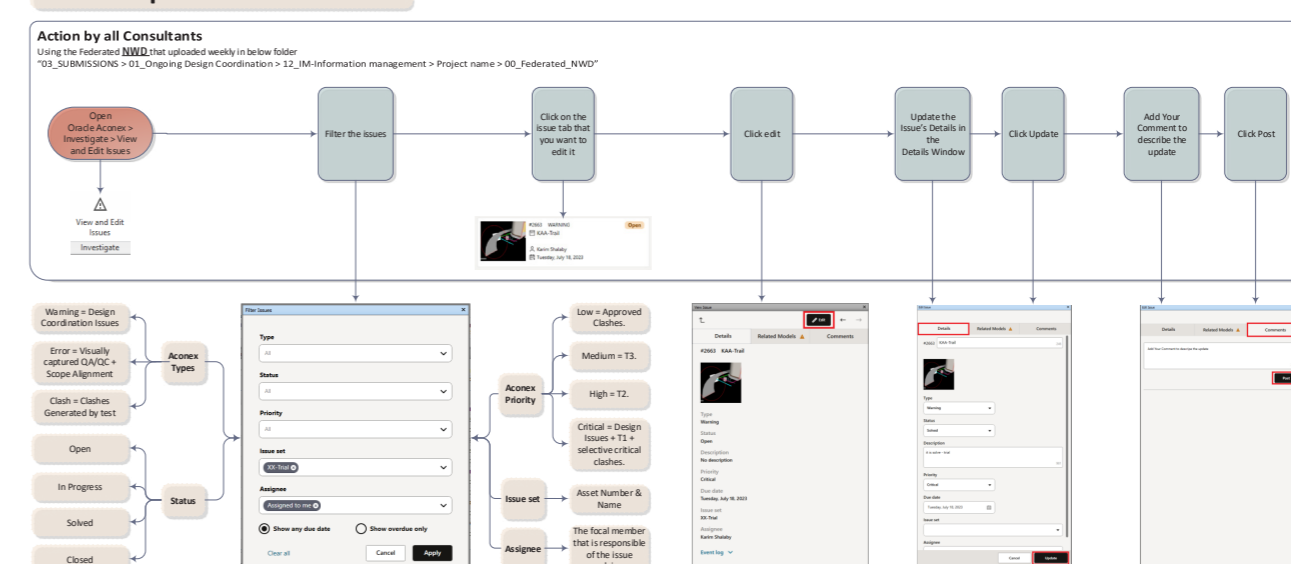 Action by all Consultants
Using the Federated NWD that uploaded weekly in below folder
“03_SUBMISSIONS > 01_Ongoing Design Coordination > 12_IM-Information management > Project name > 00_Federated_NWD”
Open
Oracle Aconex >
Investigate > View
and Edit Issues
Filter the issues
Click on the
issue tab that
you want to
edit it
Click edit
Update the
Issue's Details in
the
Details Window
Click Update
Add Your
Comment to
describe the
update
Click Post
View and Edit
Issues
Investigate
#2663 WARNING
Open
KAA-Trail
Karim Shalaby
Tuesday, July 18, 2023
Warning = Design
Coordination Issues
Error = Visually
captured QA/QC +
Scope Alignment
Clash = Clashes
Generated by test
Aconex
Types
Open
In Progress
Solved
Closed
Status
Filter Issues
Type
All
Status
All
Priority
All
Issue set
XX-Trial
Assignee
Assigned to me
Show any due date
Show overdue only
Clear all
Cancel
Apply
Aconex
Priority
Low = Approved
Clashes.
Medium = T3.
High = T2.
Critical = Design
Issues + T1 +
selective critical
clashes.
Issue set
Asset Number &
Name
Assignee
The focal member
that is responsible
of the issue
Edit
Details
Related Models
Comments
#2663 KAA-Trail
Type
Warning
Status
Open
Description
No description
Priority
Critical
Due date
Tuesday, July 18, 2023
Issue set
XX-Trial
Assignee
Karim Shalaby
Event log
Details
Related Models
Comments
#2663 KAA-Trail
Type
Warning
Status
Solved
Description
Priority
Critical
Due date
Tuesday, July 18, 2023
Issue set
Assignee
Cancel
Update
Details
Related Models
Comments
Add Your Comment to describe the update
Post